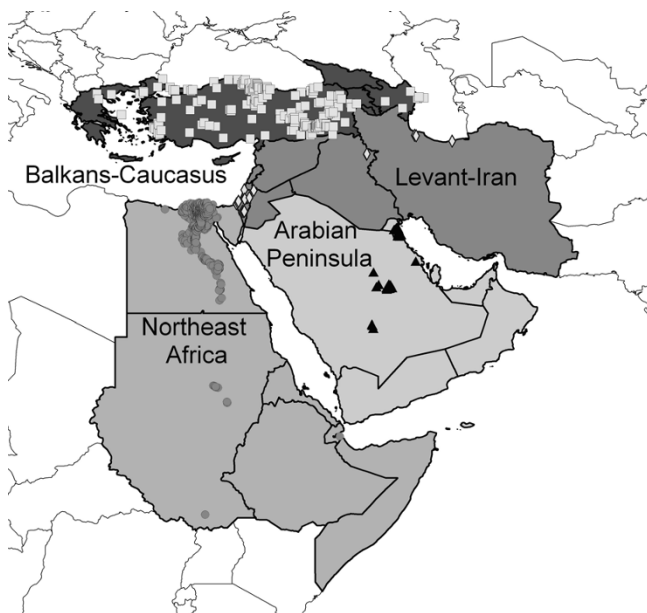 Balkans-Caucasus
Levant-Iran
Arabian
Peninsula
Northeast
Africa